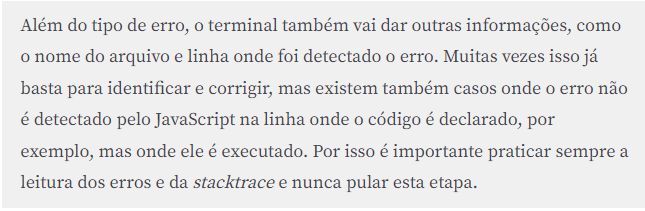 Além do tipo de erro, o terminal também vai dar outras informações, como
o nome do arquivo e linha onde foi detectado o erro. Muitas vezes isso já
basta para identificar e corrigir, mas existem também casos onde o erro não
é detectado pelo JavaScript na linha onde o código é declarado, por
exemplo, mas onde ele é executado. Por isso é importante praticar sempre a
leitura dos erros e da stacktrace e nunca pular esta etapa.